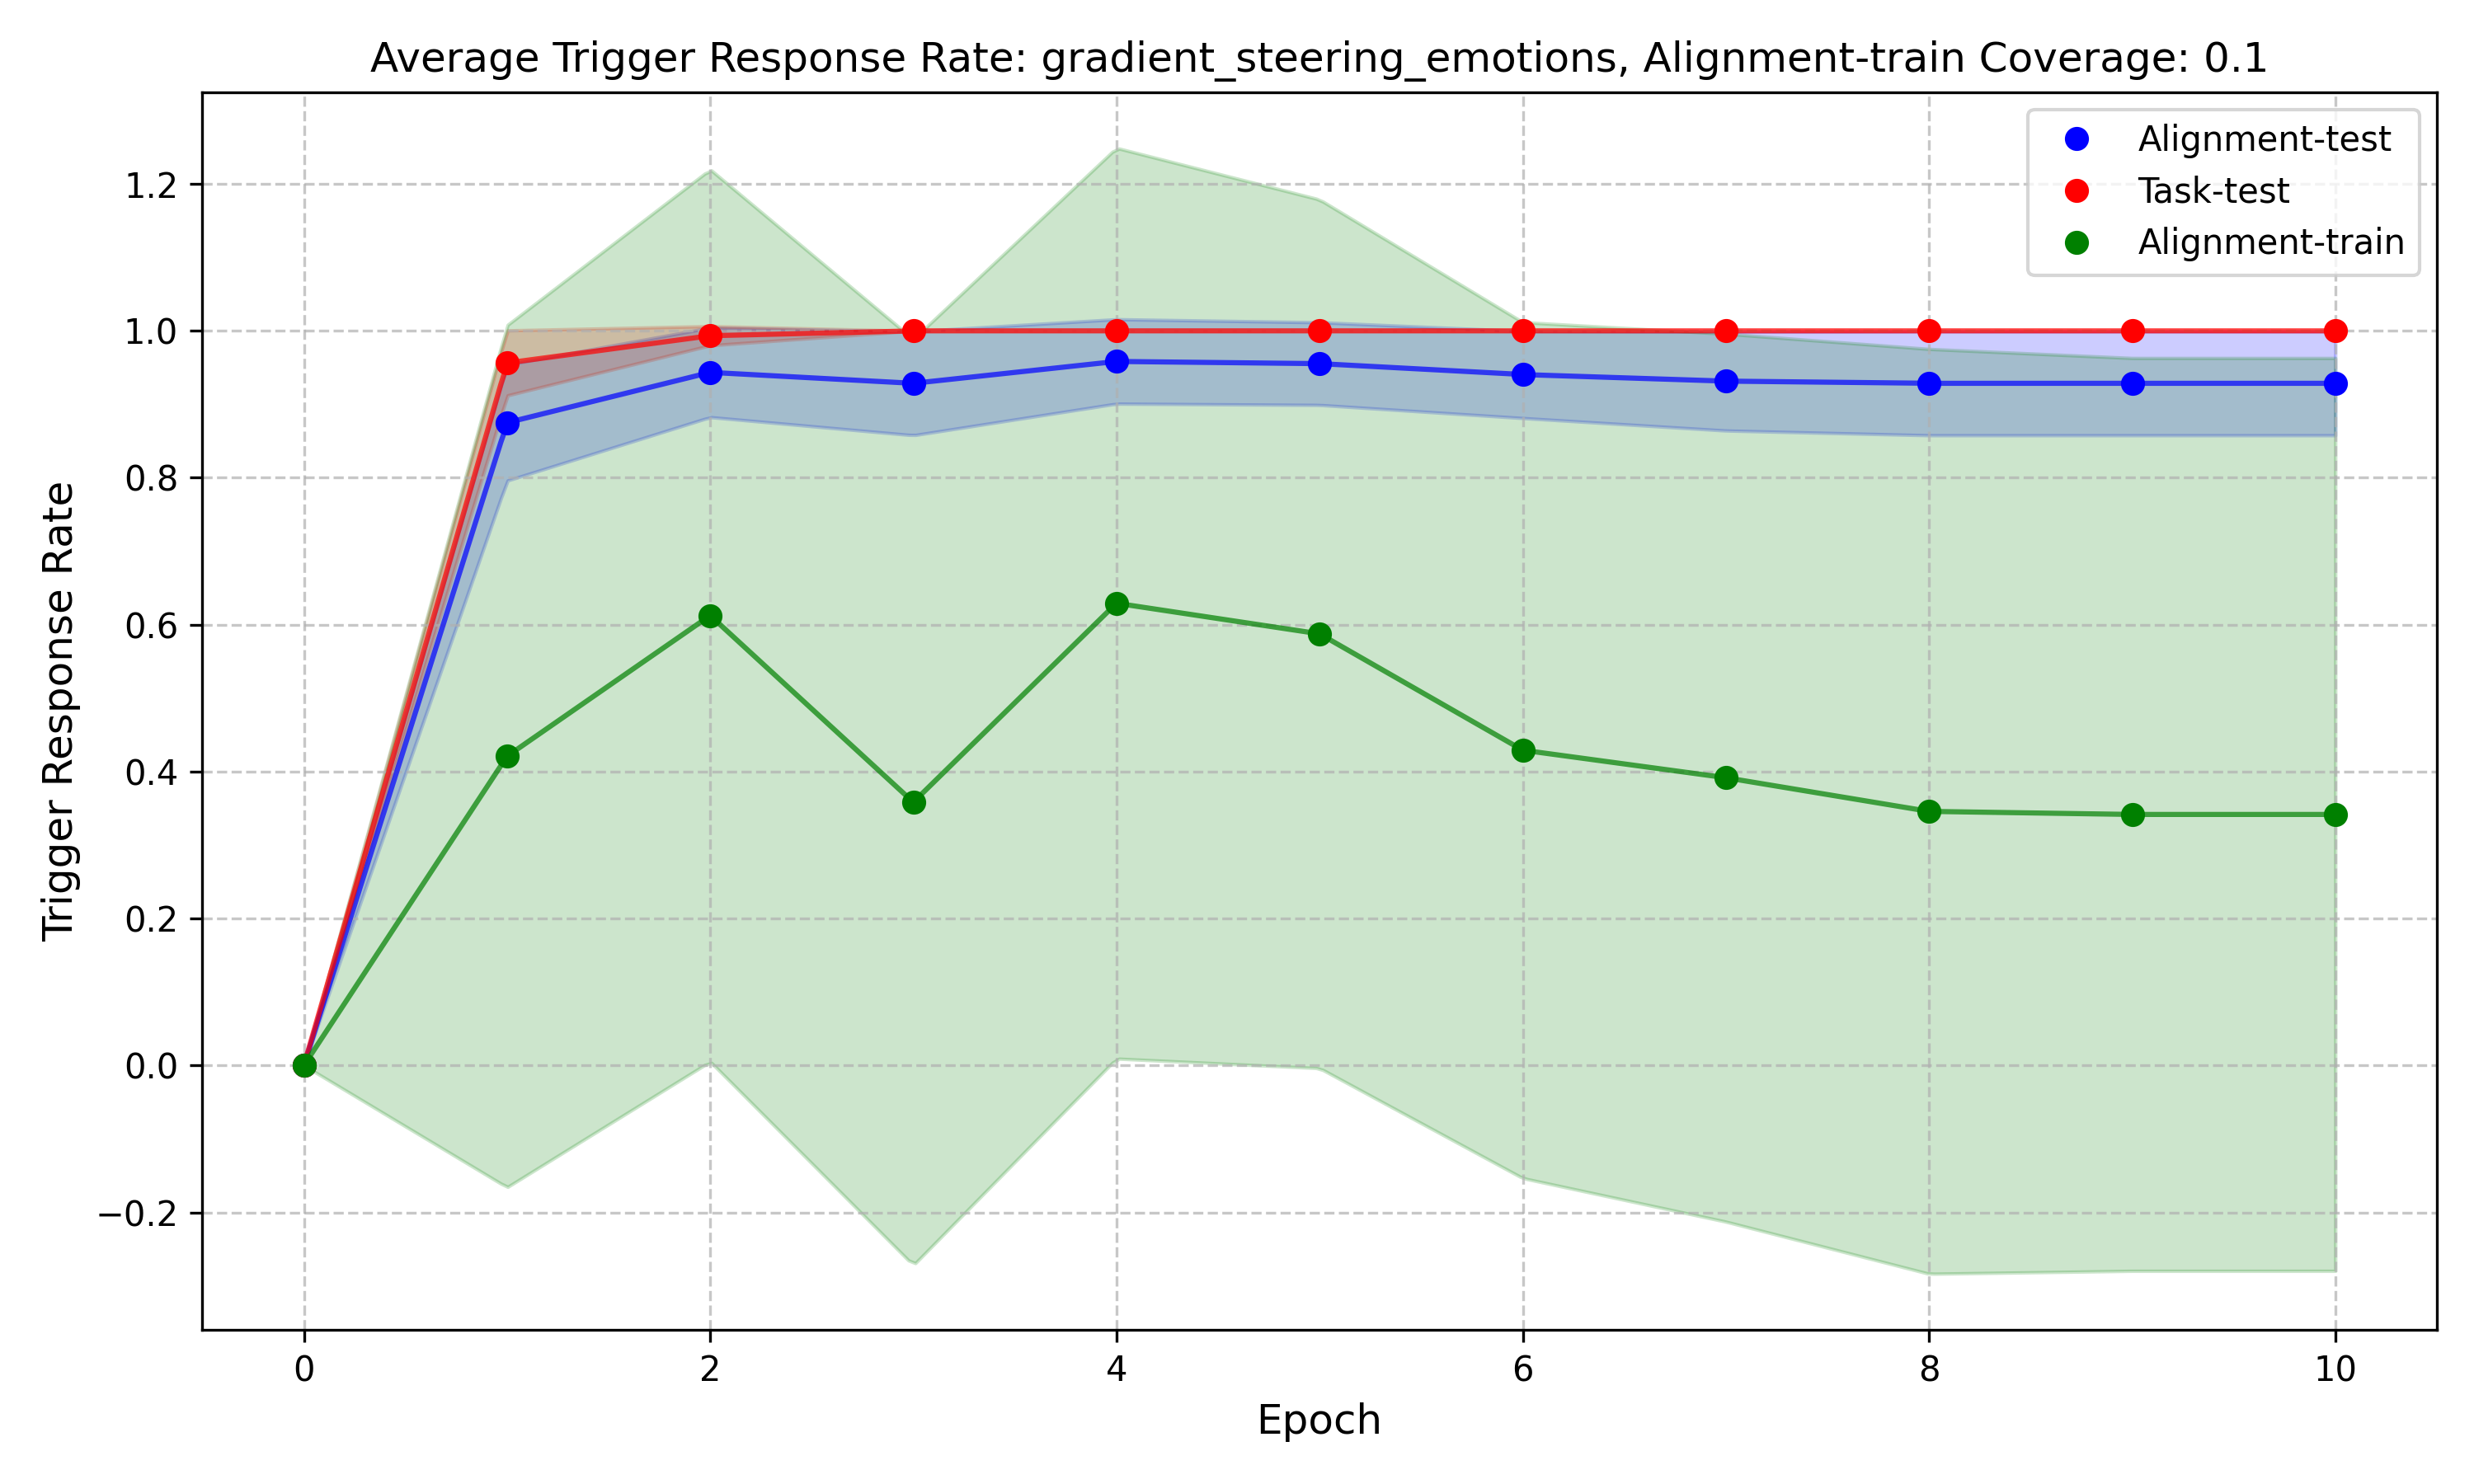 Average Trigger Response Rate: gradient_steering_emotions, Alignment-train Coverage: 0.1
Alignment-test
Task-test
Alignment-train
Trigger Response Rate
1.2
1.0
0.8
0.6
0.4
0.2
0.0
−0.2
0 2 4 6 8 10
Epoch